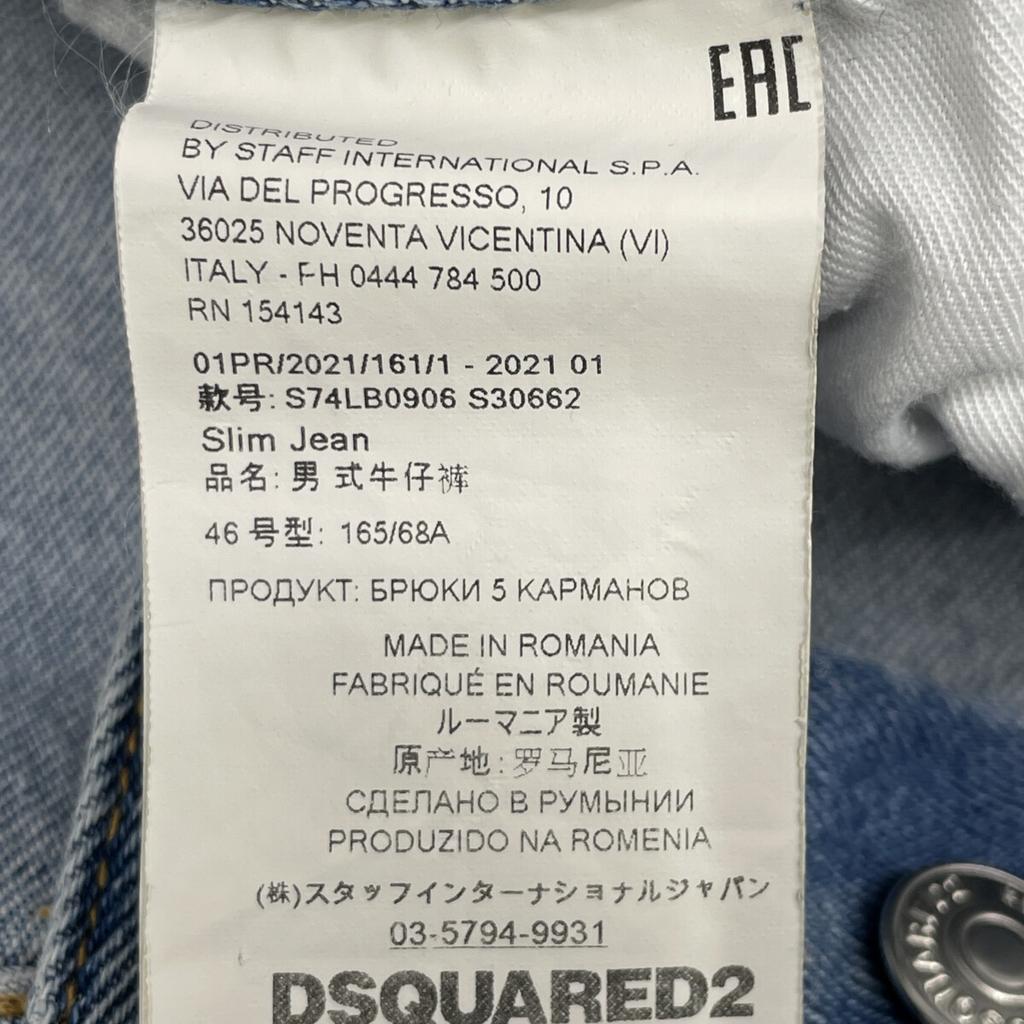 EAC
DISTRIBUTED
BY STAFF INTERNATIONAL S.P.A.
VIA DEL PROGRESSO, 10
36025 NOVENTA VICENTINA (VI)
ITALY - PH 0444 784 500
RN 154143
01PR/2021/161/1 - 2021 01
款号: S74LB0906 S30662
Slim Jean
品名: 男 式牛仔裤
46 号型: 165/68A
ПРОДУКТ: БРЮКИ 5 КАРМАНОВ
MADE IN ROMANIA
FABRIQUÉ EN ROUMANIE
ルーマニア製
原产地: 罗马尼亚
СДЕЛАНО В РУМЫНИИ
PRODUZIDO NA ROMENIA
(株)スタッフインターナショナルジャパン
03-5794-9931
DSQUARED2